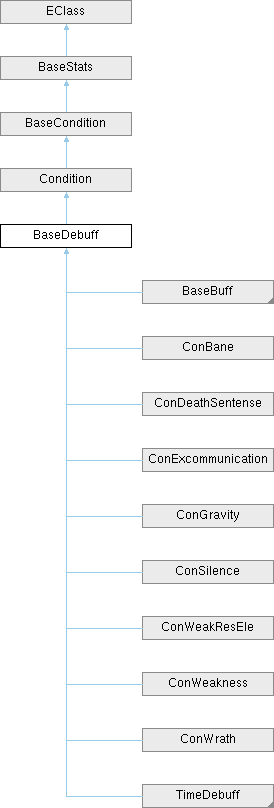 EClass
BaseStats
BaseCondition
Condition
BaseDebuff
BaseBuff
ConBane
ConDeathSentense
ConExcommunication
ConGravity
ConSilence
ConWeakResEle
ConWeakness
ConWrath
TimeDebuff